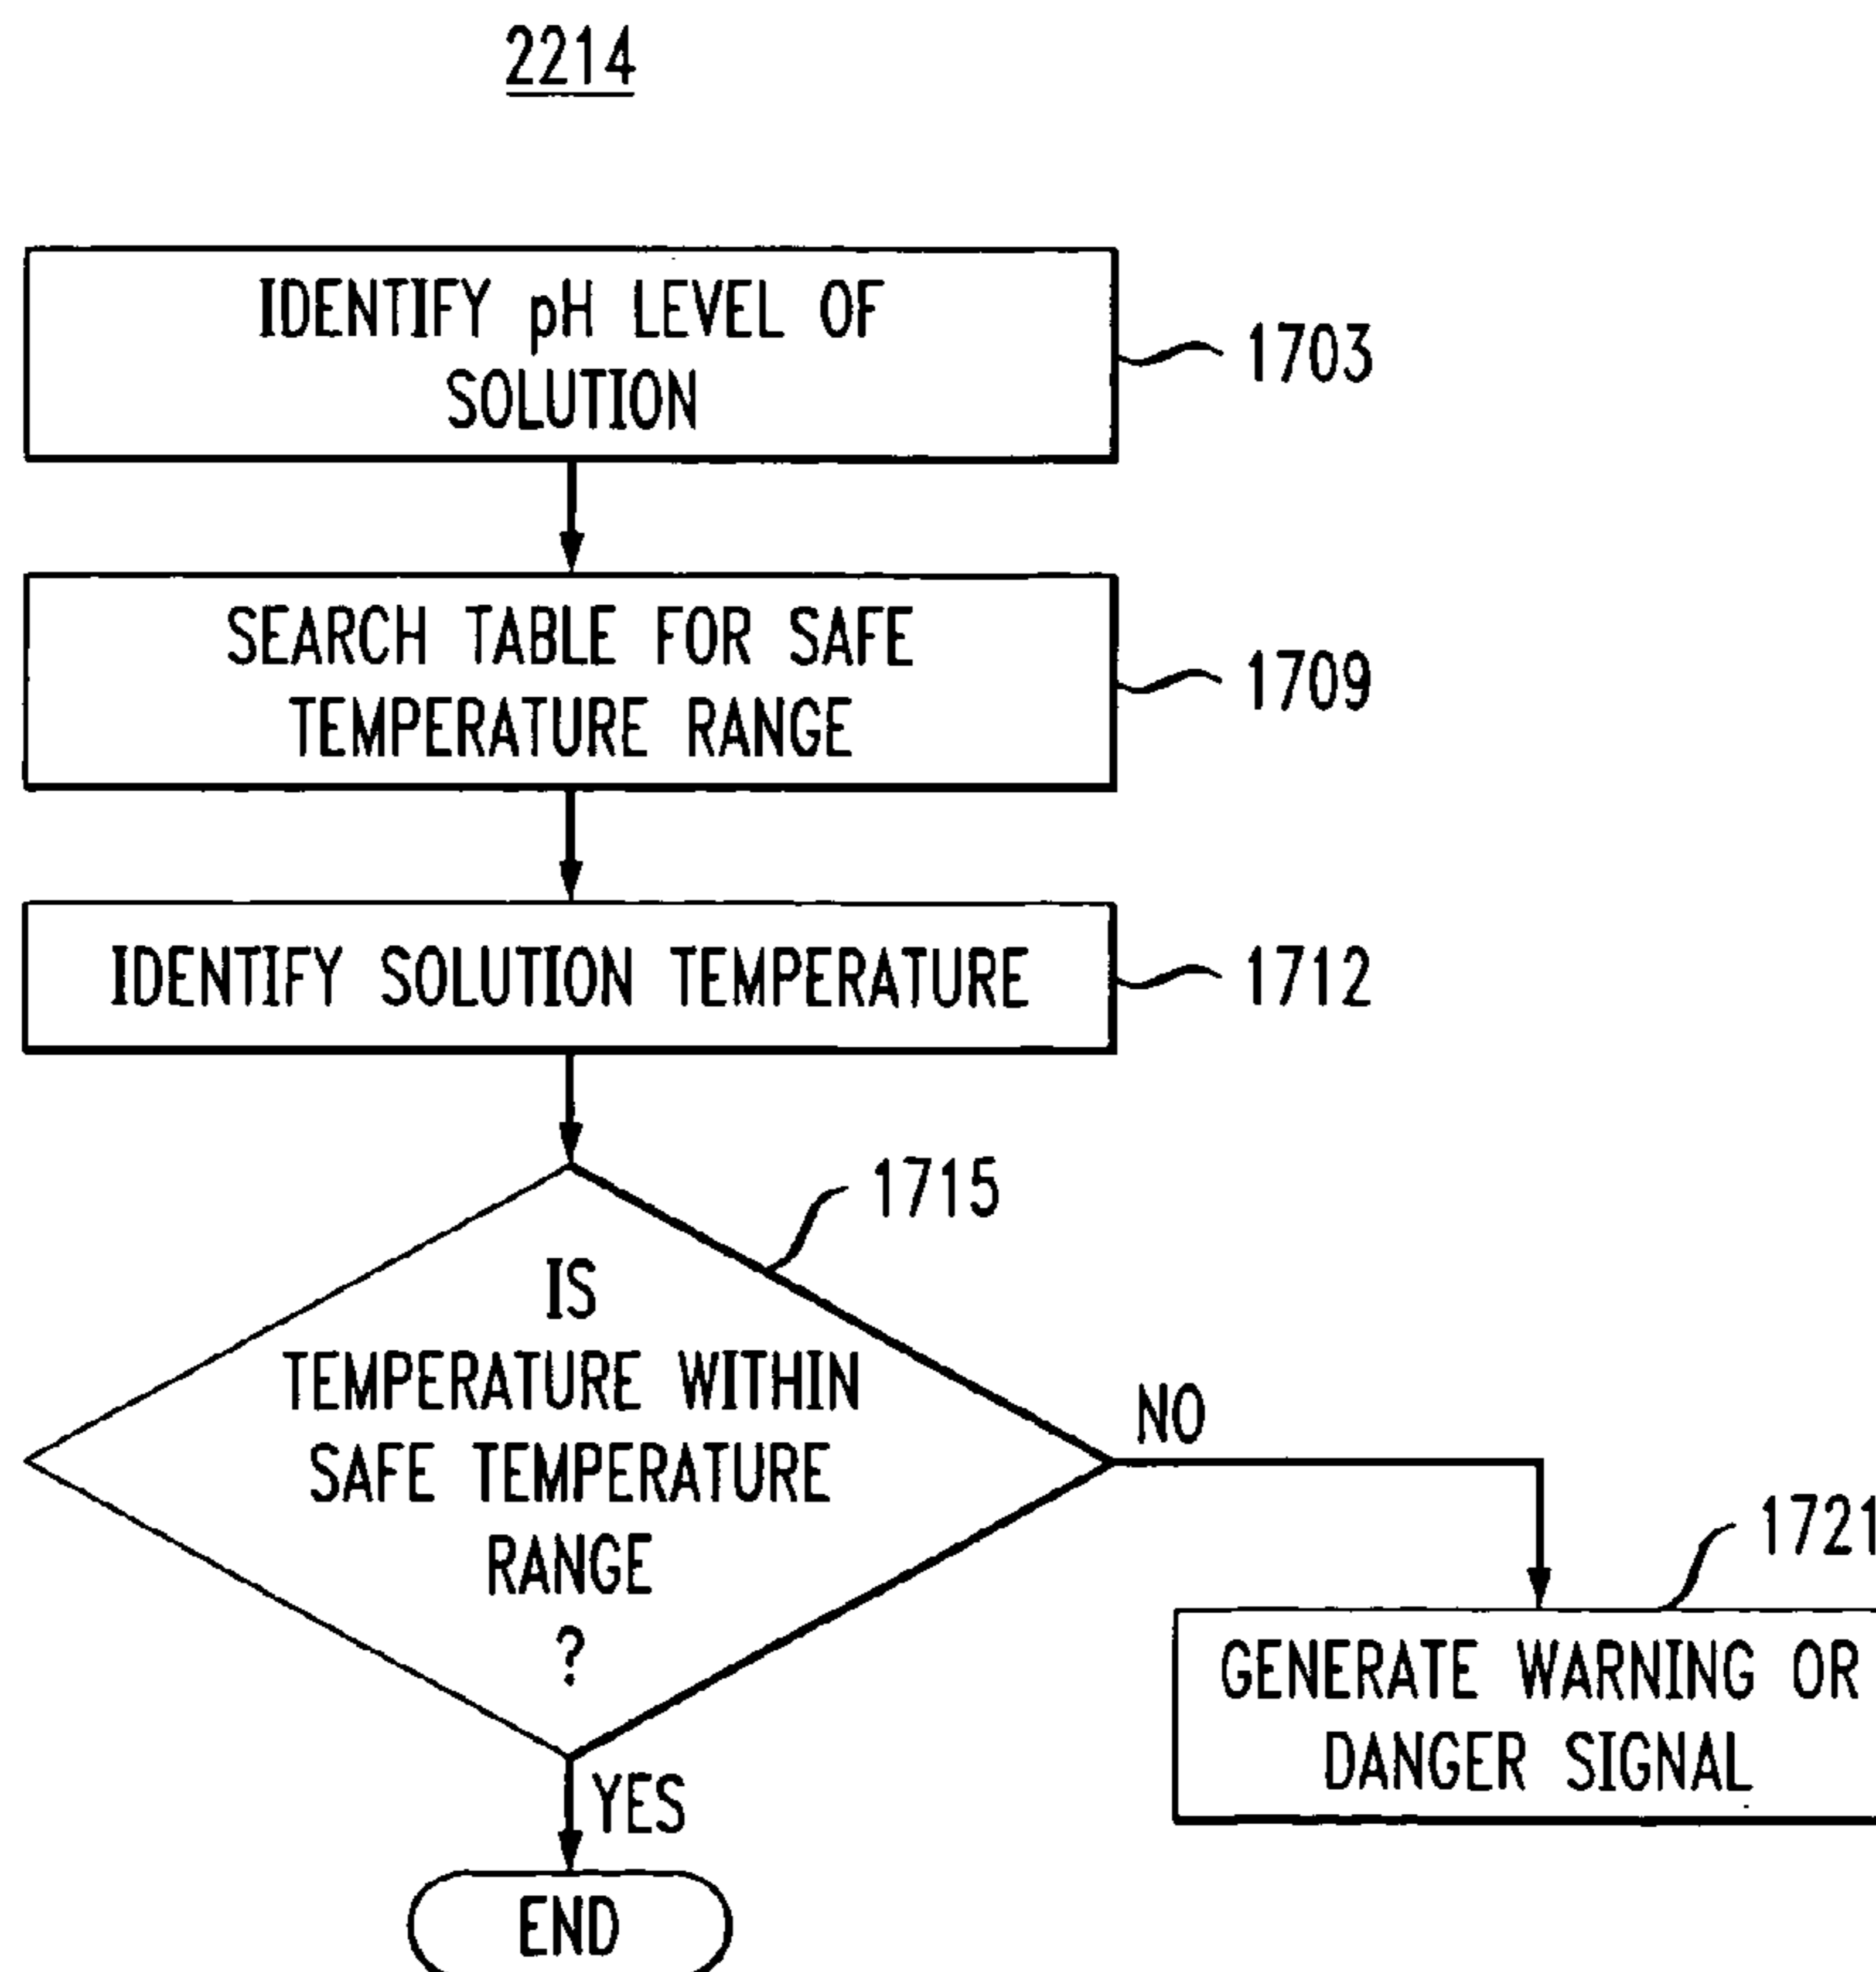 2214
IDENTIFY pH LEVEL OF
SOLUTION
1703
SEARCH TABLE FOR SAFE
TEMPERATURE RANGE
1709
IDENTIFY SOLUTION TEMPERATURE
1712
1715
IS
TEMPERATURE WITHIN
SAFE TEMPERATURE
RANGE
?
NO
1721
GENERATE WARNING OR
DANGER SIGNAL
YES
END